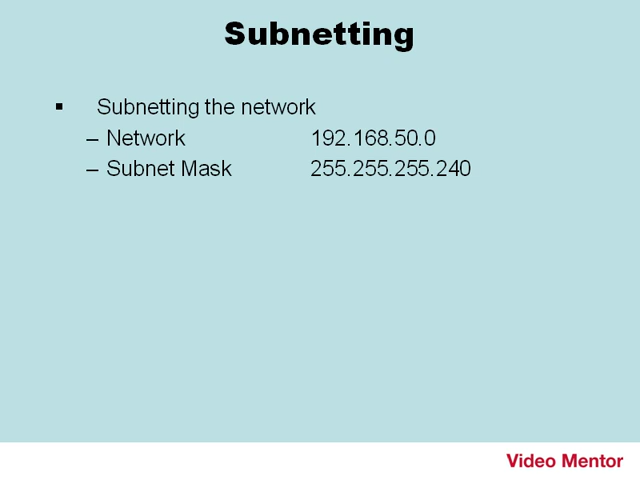 Subnetting
▪ Subnetting the network
– Network 192.168.50.0
– Subnet Mask 255.255.255.240
Video Mentor